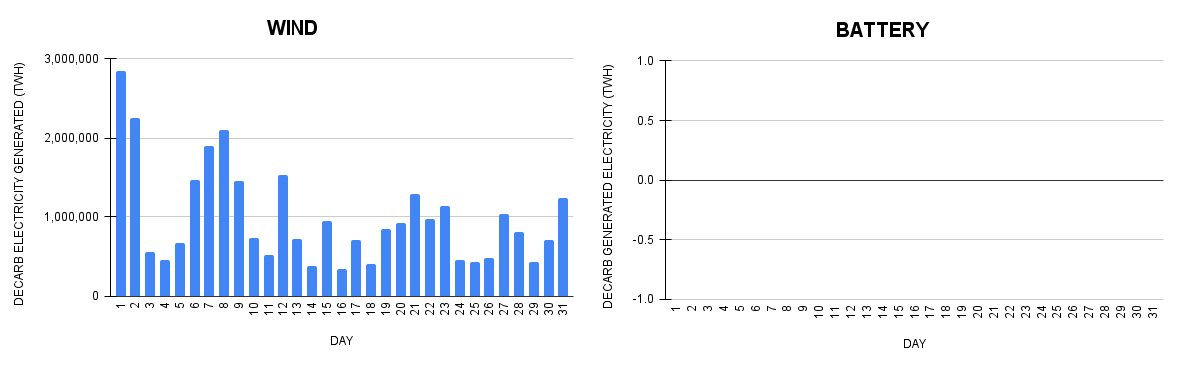 WIND
DECARB ELECTRICITY GENERATED (TWH)
3,000,000
2,000,000
1,000,000
0
1 2 3 4 5 6 7 8 9 10 11 12 13 14 15 16 17 18 19 20 21 22 23 24 25 26 27 28 29 30 31
DAY
BATTERY
DECARB GENERATED ELECTRICITY (TWH)
1.0
0.5
0.0
-0.5
-1.0
1 2 3 4 5 6 7 8 9 10 11 12 13 14 15 16 17 18 19 20 21 22 23 24 25 26 27 28 29 30 31
DAY